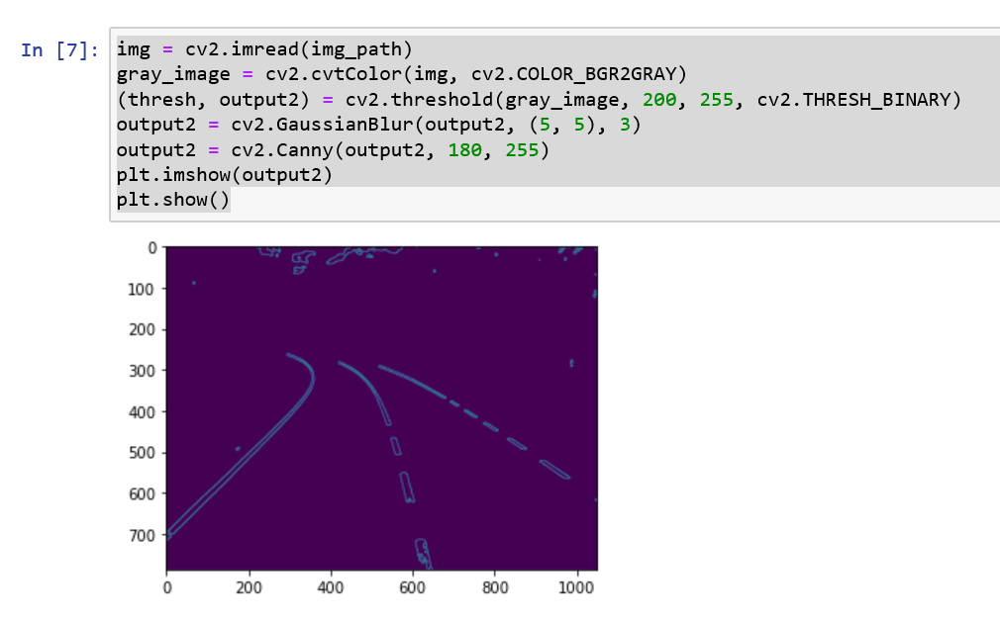 In [7]:
img = cv2.imread(img_path)
gray_image = cv2.cvtColor(img, cv2.COLOR_BGR2GRAY)
(thresh, output2) = cv2.threshold(gray_image, 200, 255, cv2.THRESH_BINARY)
output2 = cv2.GaussianBlur(output2, (5, 5), 3)
output2 = cv2.Canny(output2, 180, 255)
plt.imshow(output2)
plt.show()
0
100
200
300
400
500
600
700
0 200 400 600 800 1000